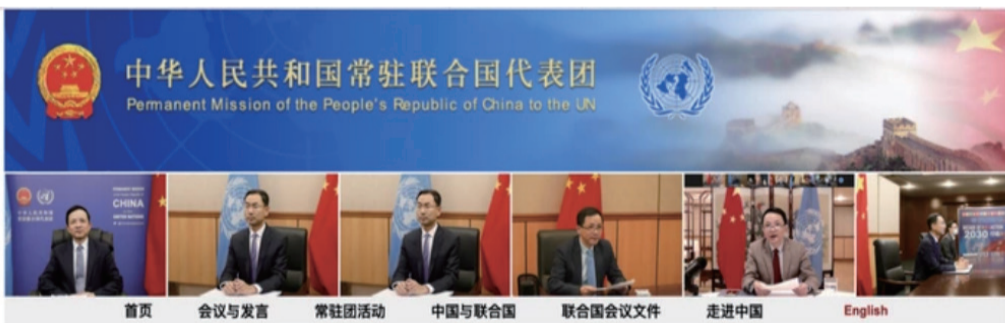 中华人民共和国常驻联合国代表团
Permanent Mission of the People's Republic of China to the UN
CHINA
2030
首页 会议与发言 常驻团活动 中国与联合国 联合国会议文件 走进中国 English